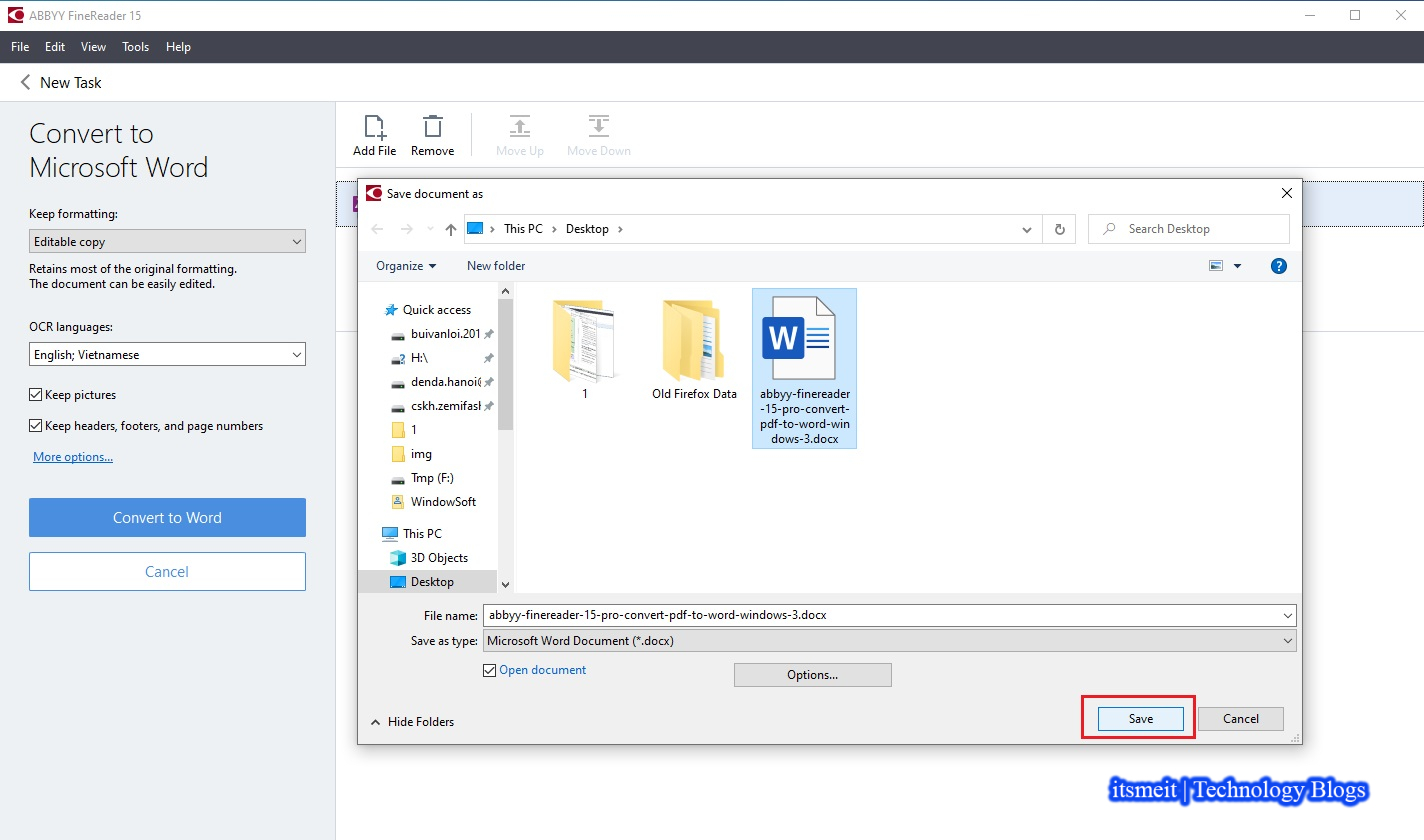 ABBYY FineReader 15
File Edit View Tools Help
New Task
Convert to
Microsoft Word
Keep formatting:
Editable copy
Retains most of the original formatting.
The document can be easily edited.
OCR languages:
English; Vietnamese
Keep pictures
Keep headers, footers, and page numbers
More options...
Convert to Word
Cancel
Add File Remove Move Up Move Down
Save document as
This PC Desktop
Search Desktop
Organize New folder
Quick access
buivanloi.201
H:\
denda.hanoi@
cskh.zemifash
1
img
Tmp (F:)
WindowSoft
This PC
3D Objects
Desktop
1
Old Firefox Data
W
abbyy-finereader
-15-pro-convert-
pdf-to-word-win
dows-3.docx
File name: abbyy-finereader-15-pro-convert-pdf-to-word-windows-3.docx
Save as type: Microsoft Word Document (*.docx)
Open document
Options...
Hide Folders
Save Cancel
itsmeit | Technology Blogs